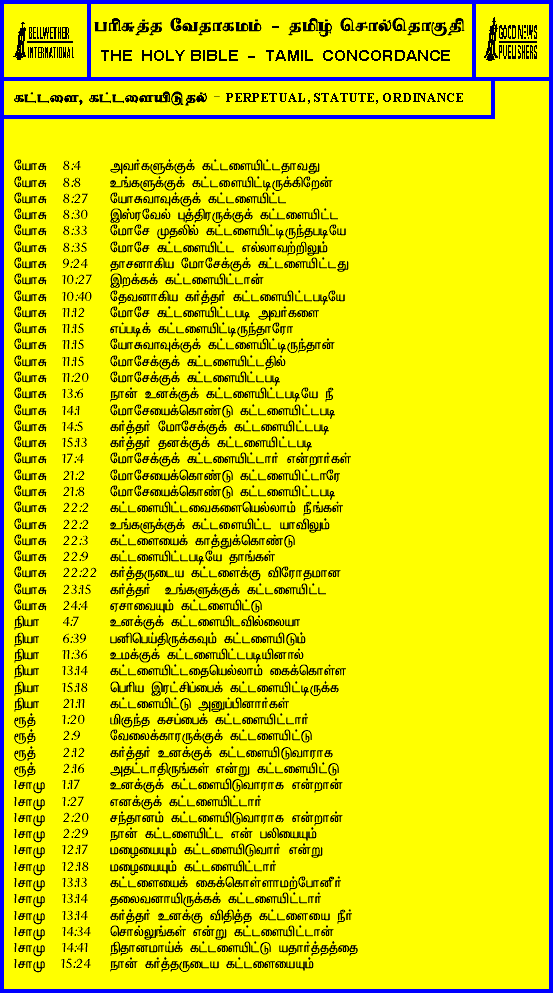 BELLWETHER
INTERNATIONAL
பரிசுத்த வேதாகமம் - தமிழ் சொல்தொகுதி
THE HOLY BIBLE - TAMIL CONCORDANCE
GOOD NEWS
PUBLISHERS
கட்டளை, கட்டளையிடுதல் - PERPETUAL, STATUTE, ORDINANCE
யோசு 8:4 அவர்களுக்குக் கட்டளையிட்டதாவது
யோசு 8:8 உங்களுக்குக் கட்டளையிட்டிருக்கிறேன்
யோசு 8:27 யோசுவாவுக்குக் கட்டளையிட்ட
யோசு 8:30 இஸ்ரவேல் புத்திரருக்குக் கட்டளையிட்ட
யோசு 8:33 மோசே முதலில் கட்டளையிட்டிருந்தபடியே
யோசு 8:35 மோசே கட்டளையிட்ட எல்லாவற்றிலும்
யோசு 9:24 தாசனாகிய மோசேக்குக் கட்டளையிட்டது
யோசு 10:27 இறக்கக் கட்டளையிட்டான்
யோசு 10:40 தேவனாகிய கர்த்தர் கட்டளையிட்டபடியே
யோசு 11:12 மோசே கட்டளையிட்டபடி அவர்களை
யோசு 11:15 எப்படிக் கட்டளையிட்டிருந்தாரோ
யோசு 11:15 யோசுவாவுக்குக் கட்டளையிட்டிருந்தான்
யோசு 11:15 மோசேக்குக் கட்டளையிட்டதில்
யோசு 11:20 மோசேக்குக் கட்டளையிட்டபடி
யோசு 13:6 நான் உனக்குக் கட்டளையிட்டபடியே நீ
யோசு 14:1 மோசேயைக்கொண்டு கட்டளையிட்டபடி
யோசு 14:5 கர்த்தர் மோசேக்குக் கட்டளையிட்டபடி
யோசு 15:13 கர்த்தர் தனக்குக் கட்டளையிட்டபடி
யோசு 17:4 மோசேக்குக் கட்டளையிட்டார் என்றார்கள்
யோசு 21:2 மோசேயைக்கொண்டு கட்டளையிட்டாரே
யோசு 21:8 மோசேயைக்கொண்டு கட்டளையிட்டபடி
யோசு 22:2 கட்டளையிட்டவைகளையெல்லாம் நீங்கள்
யோசு 22:2 உங்களுக்குக் கட்டளையிட்ட யாவிலும்
யோசு 22:3 கட்டளையைக் காத்துக்கொண்டு
யோசு 22:9 கட்டளையிட்டபடியே தாங்கள்
யோசு 22:22 கர்த்தருடைய கட்டளைக்கு விரோதமான
யோசு 23:15 கர்த்தர் உங்களுக்குக் கட்டளையிட்ட
யோசு 24:4 ஏசாவையும் கட்டளையிட்டு
நியா 4:7 உனக்குக் கட்டளையிடவில்லையா
நியா 6:39 பனிபெய்திருக்கவும் கட்டளையிடும்
நியா 11:36 உமக்குக் கட்டளையிட்டபடியினால்
நியா 13:14 கட்டளையிட்டதையெல்லாம் கைக்கொள்ள
நியா 15:18 பெரிய இரட்சிப்பைக் கட்டளையிட்டிருக்க
நியா 21:11 கட்டளையிட்டு அனுப்பினார்கள்
ரூத் 1:20 மிகுந்த கசப்பைக் கட்டளையிட்டார்
ரூத் 2:9 வேலைக்காரருக்குக் கட்டளையிட்டு
ரூத் 2:12 கர்த்தர் உனக்குக் கட்டளையிடுவாராக
ரூத் 2:16 அதட்டாதிருங்கள் என்று கட்டளையிட்டு
1சாமு 1:17 உனக்குக் கட்டளையிடுவாராக என்றான்
1சாமு 1:27 எனக்குக் கட்டளையிட்டார்
1சாமு 2:20 சந்தானம் கட்டளையிடுவாராக என்றான்
1சாமு 2:29 நான் கட்டளையிட்ட என் பலியையும்
1சாமு 12:17 மழையையும் கட்டளையிடுவார் என்று
1சாமு 12:18 மழையையும் கட்டளையிட்டார்
1சாமு 13:13 கட்டளையைக் கைக்கொள்ளாமற்போனீர்
1சாமு 13:14 தலைவனாயிருக்கக் கட்டளையிட்டார்
1சாமு 13:14 கர்த்தர் உனக்கு விதித்த கட்டளையை நீர்
1சாமு 14:34 சொல்லுங்கள் என்று கட்டளையிட்டான்
1சாமு 14:41 நிதானமாய்க் கட்டளையிட்டு யதார்த்தத்தை
1சாமு 15:24 நான் கர்த்தருடைய கட்டளையையும்